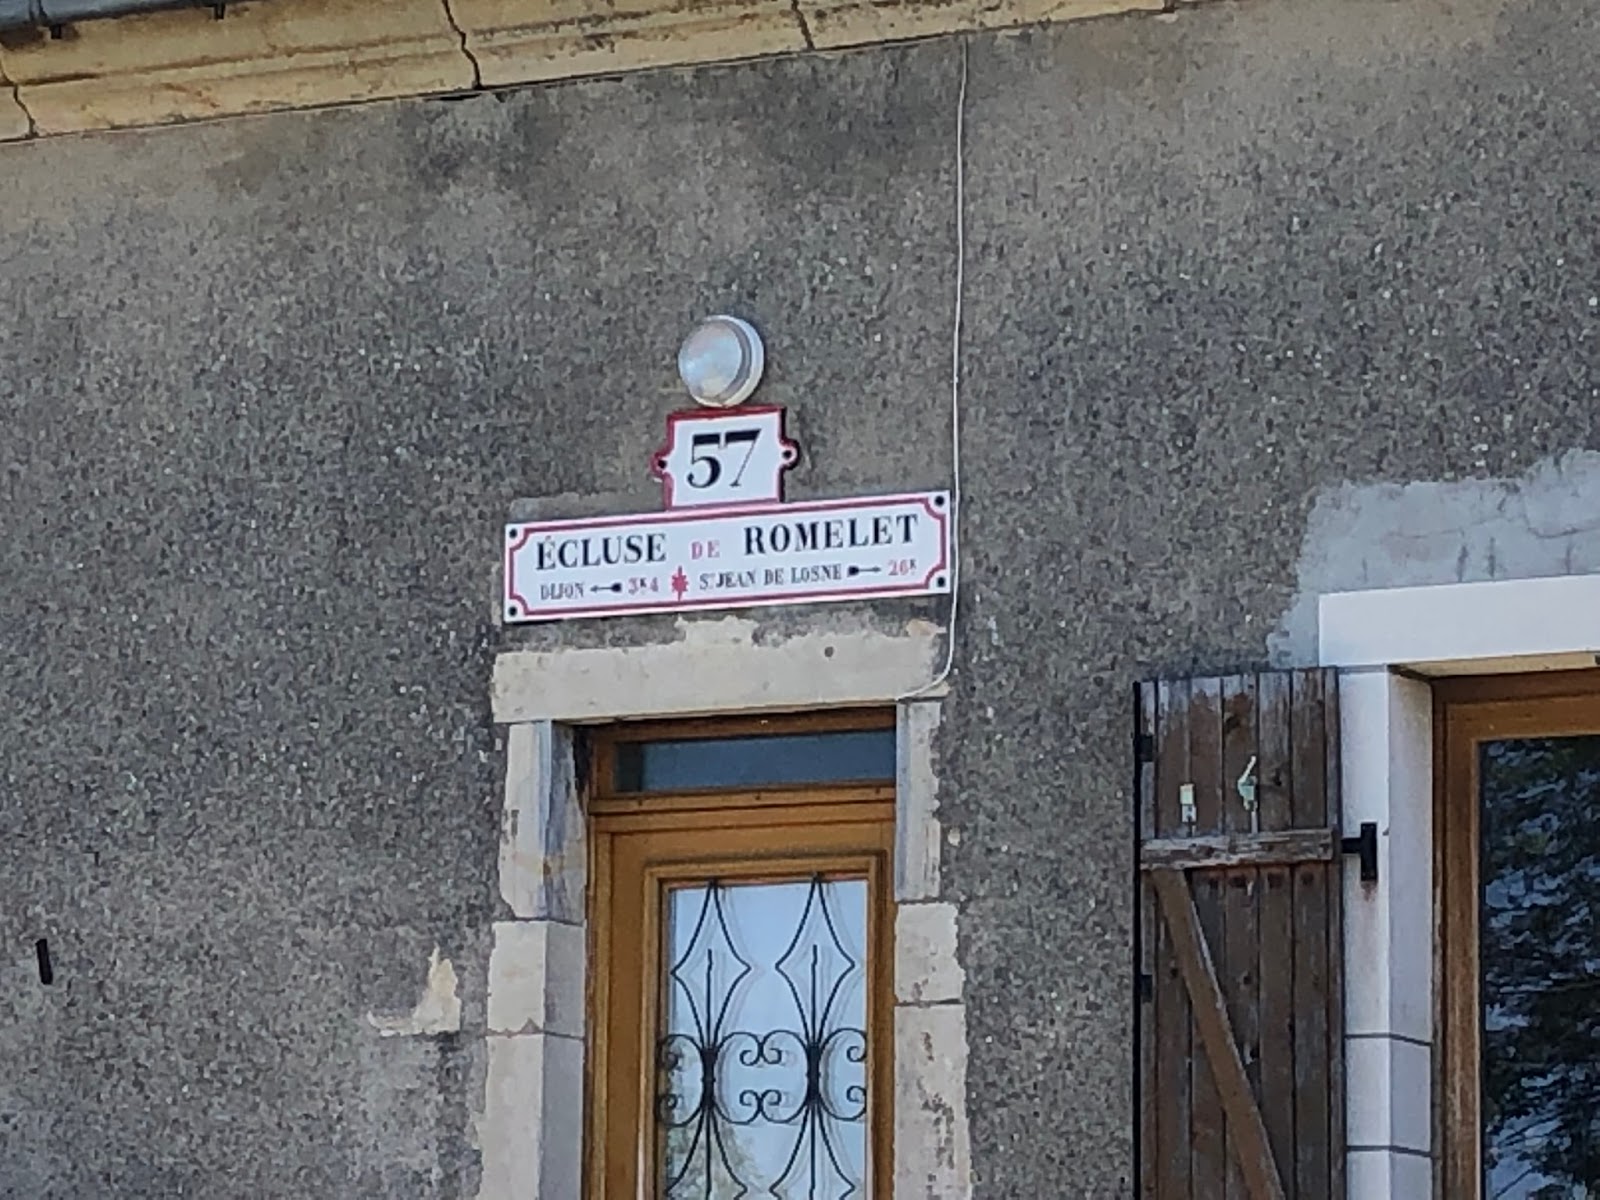 57
ÉCLUSE DE ROMELET
DIJON 3K4 ST JEAN DE LOSNE 26K